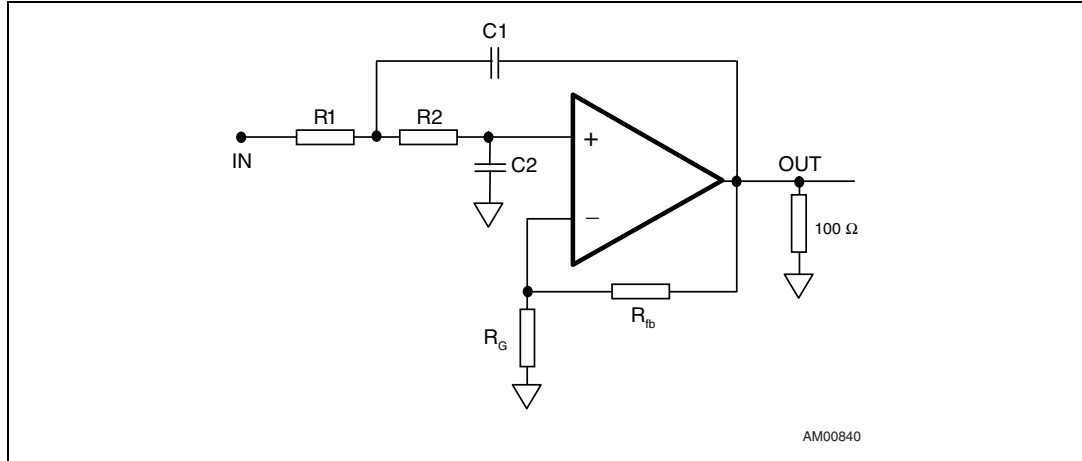 C1
R1
R2
IN
C2
+
−
OUT
100 Ω
R_fb
R_G
AM00840